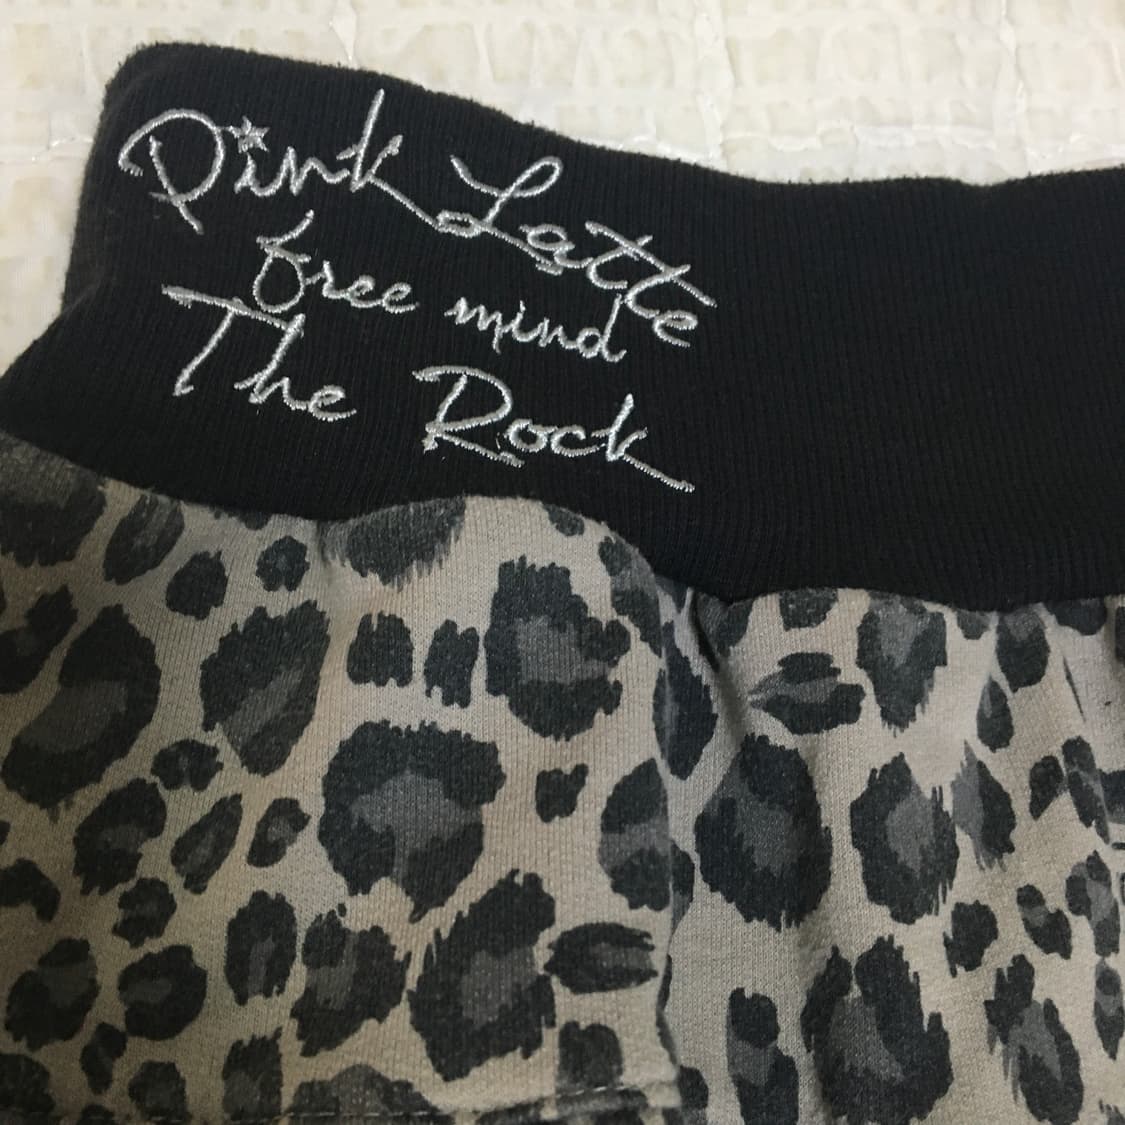 Pink Latte
free mind
The Rock